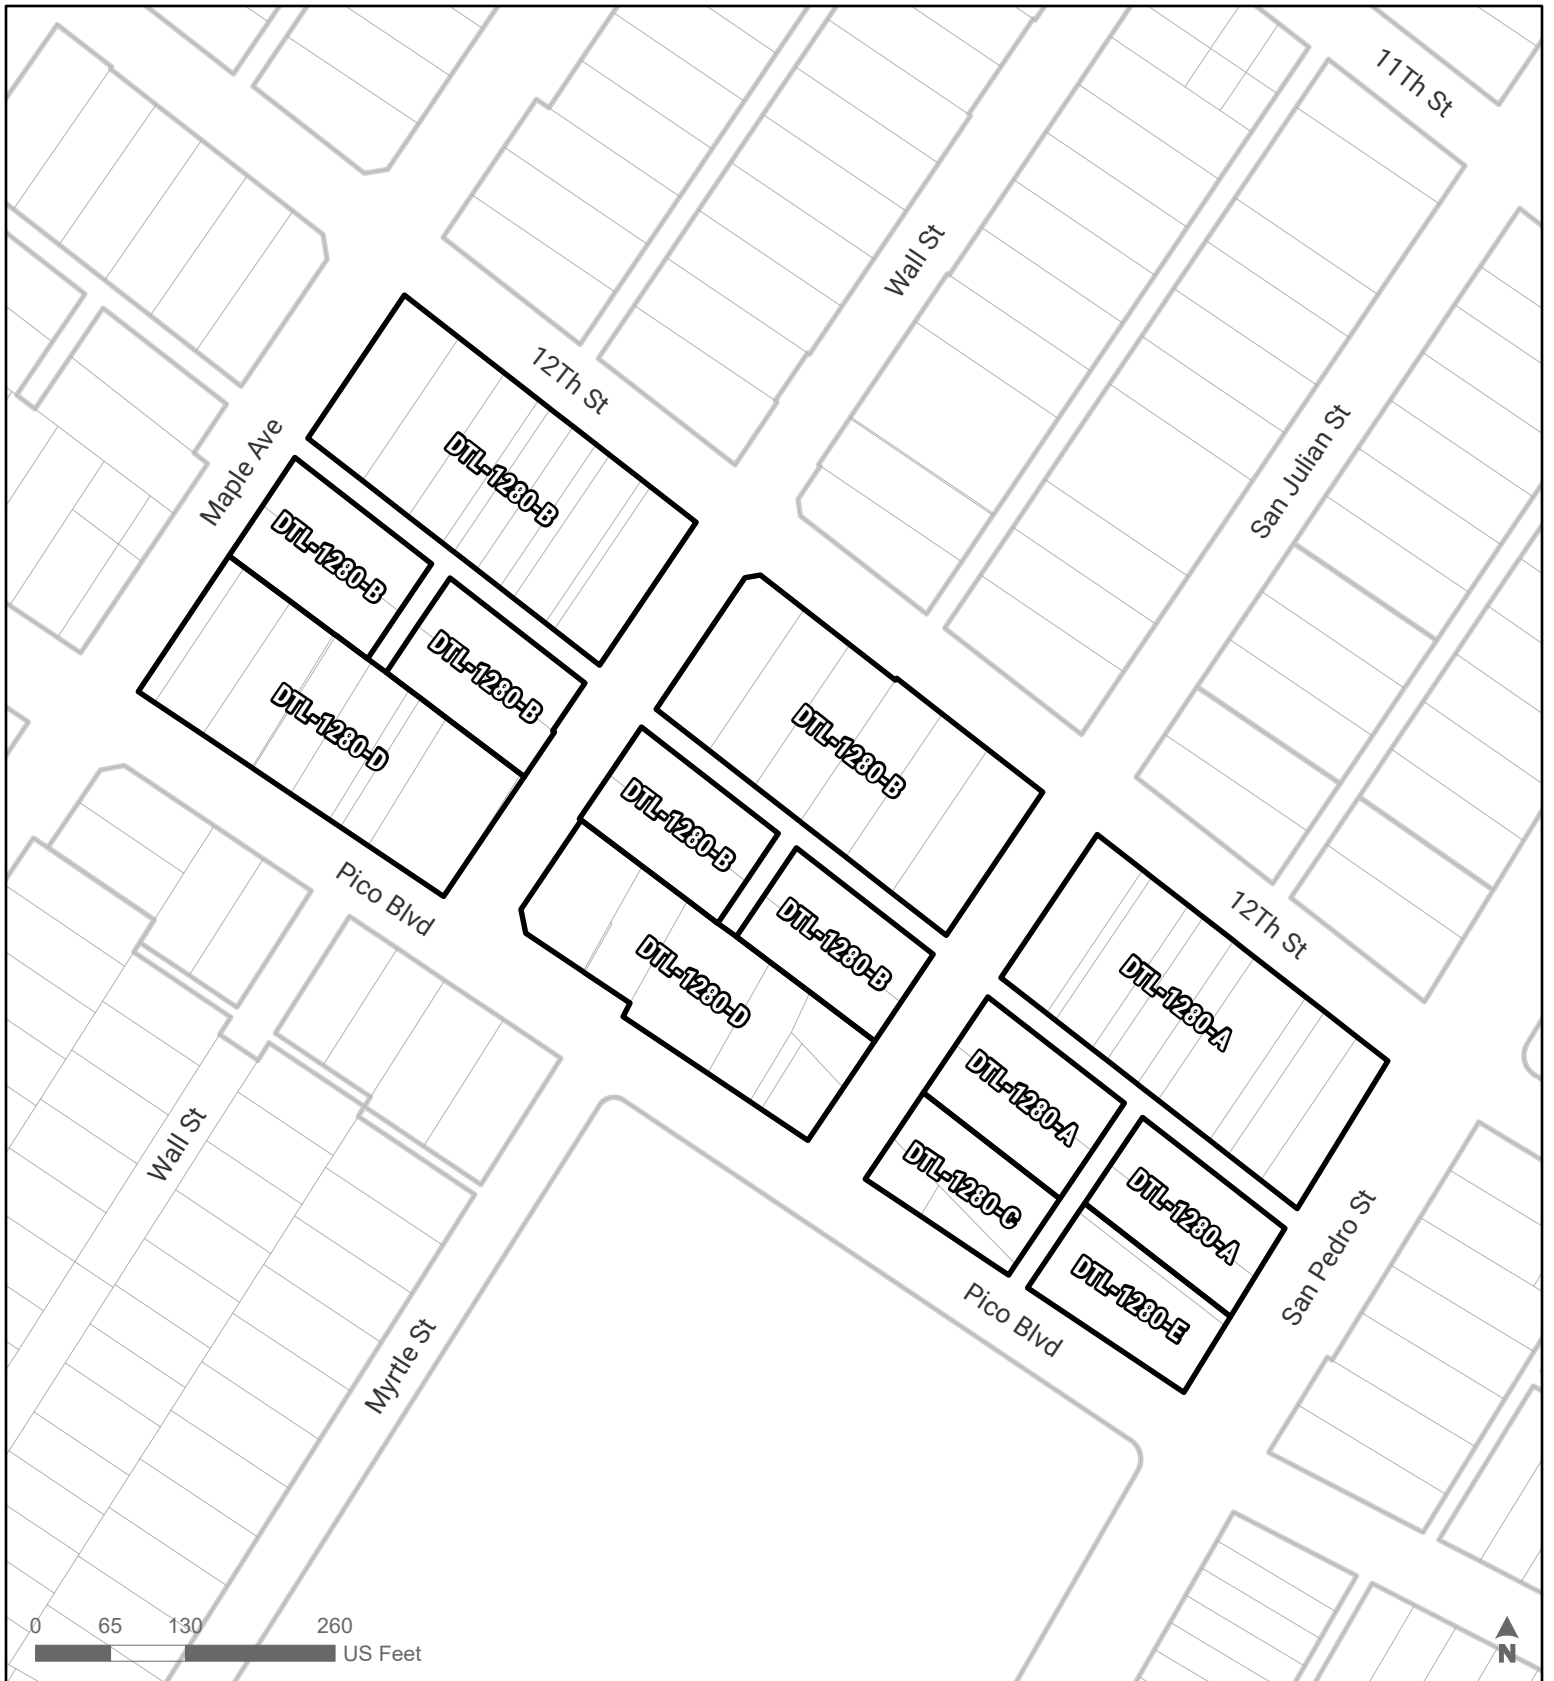 11Th St
Wall St
12Th St
San Julian St
Maple Ave
DTL-1280-B
DTL-1280-B
DTL-1280-B
DTL-1280-D
DTL-1280-B
DTL-1280-B
DTL-1280-B
DTL-1280-D
Pico Blvd
12Th St
DTL-1280-A
DTL-1280-A
DTL-1280-A
DTL-1280-C
DTL-1280-E
Wall St
San Pedro St
Pico Blvd
Myrtle St
0 65 130 260
US Feet
N